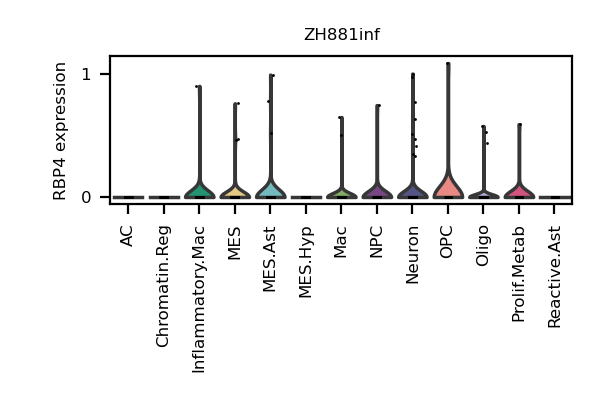 ZH881inf
RBP4 expression
1
0
AC
Chromatin.Reg
Inflammatory.Mac
MES
MES.Ast
MES.Hyp
Mac
NPC
Neuron
OPC
Oligo
Prolif.Metab
Reactive.Ast